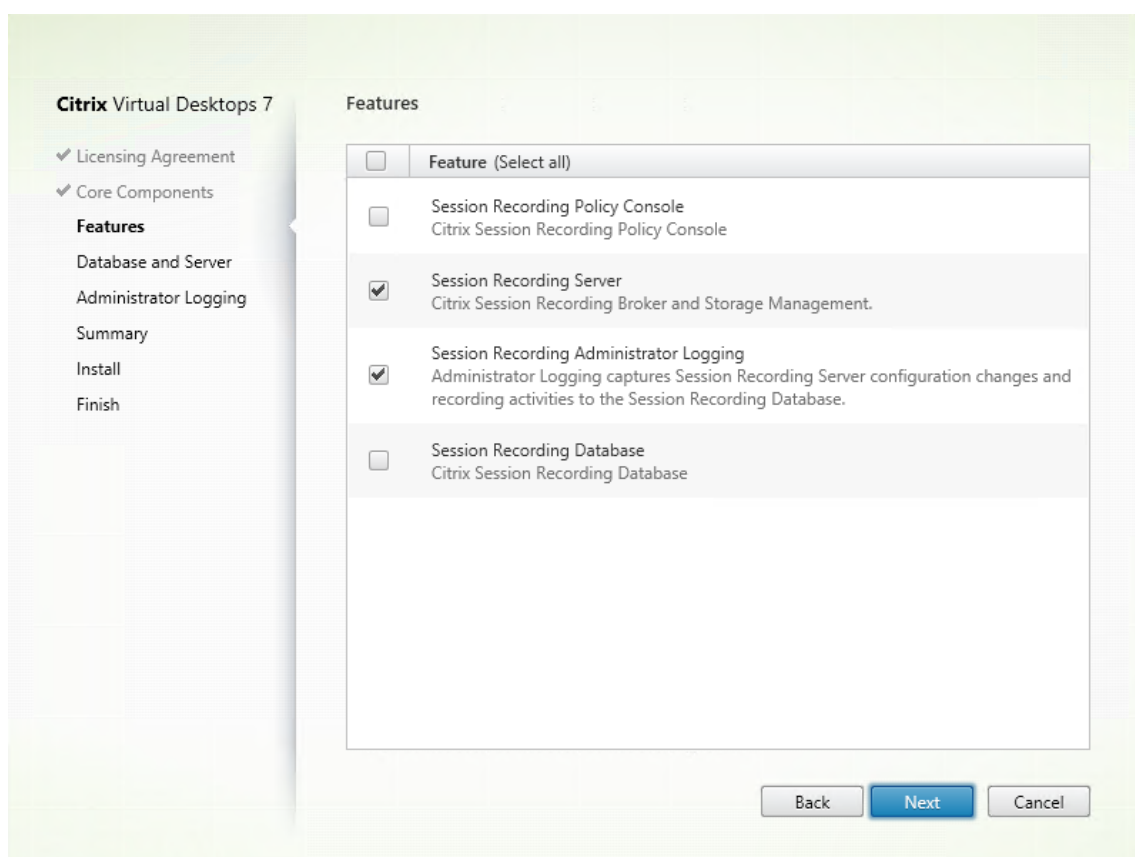 Citrix Virtual Desktops 7
Licensing Agreement
Core Components
Features
Database and Server
Administrator Logging
Summary
Install
Finish
Features
Feature (Select all)
Session Recording Policy Console
Citrix Session Recording Policy Console
Session Recording Server
Citrix Session Recording Broker and Storage Management.
Session Recording Administrator Logging
Administrator Logging captures Session Recording Server configuration changes and
recording activities to the Session Recording Database.
Session Recording Database
Citrix Session Recording Database
Back
Next
Cancel